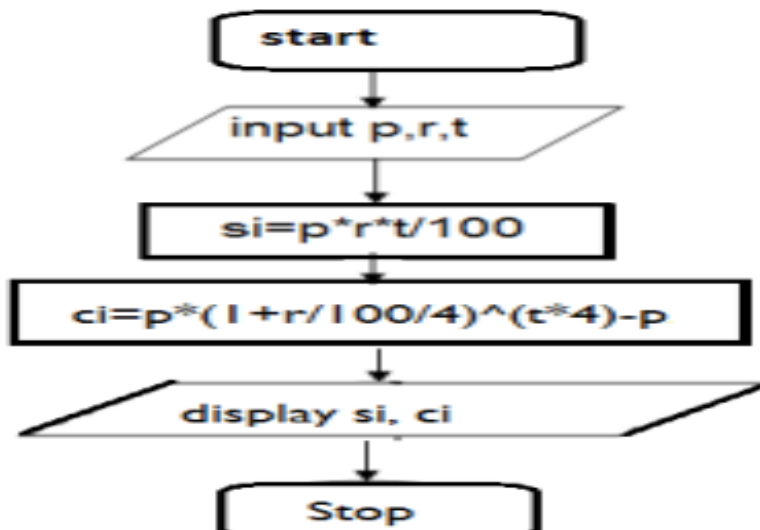 start
input p,r,t
si=p*r*t/100
ci=p*(1+r/100/4)^(t*4)-p
display si, ci
Stop